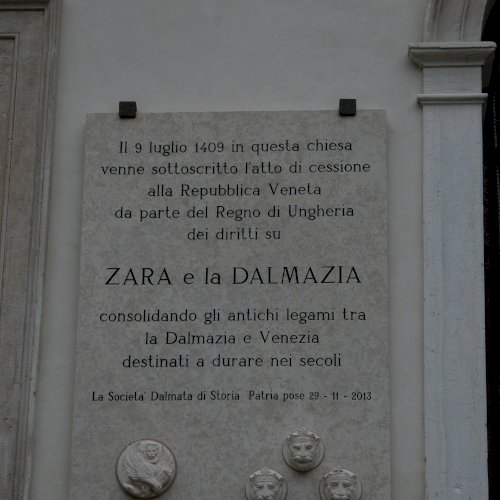 Il 9 luglio 1409 in questa chiesa
venne sottoscritto l'atto di cessione
alla Repubblica Veneta
da parte del Regno di Ungheria
dei diritti su
ZARA e la DALMAZIA
consolidando gli antichi legami tra
la Dalmazia e Venezia
destinati a durare nei secoli
La Societa' Dalmata di Storia Patria pose 29 - 11 - 2013